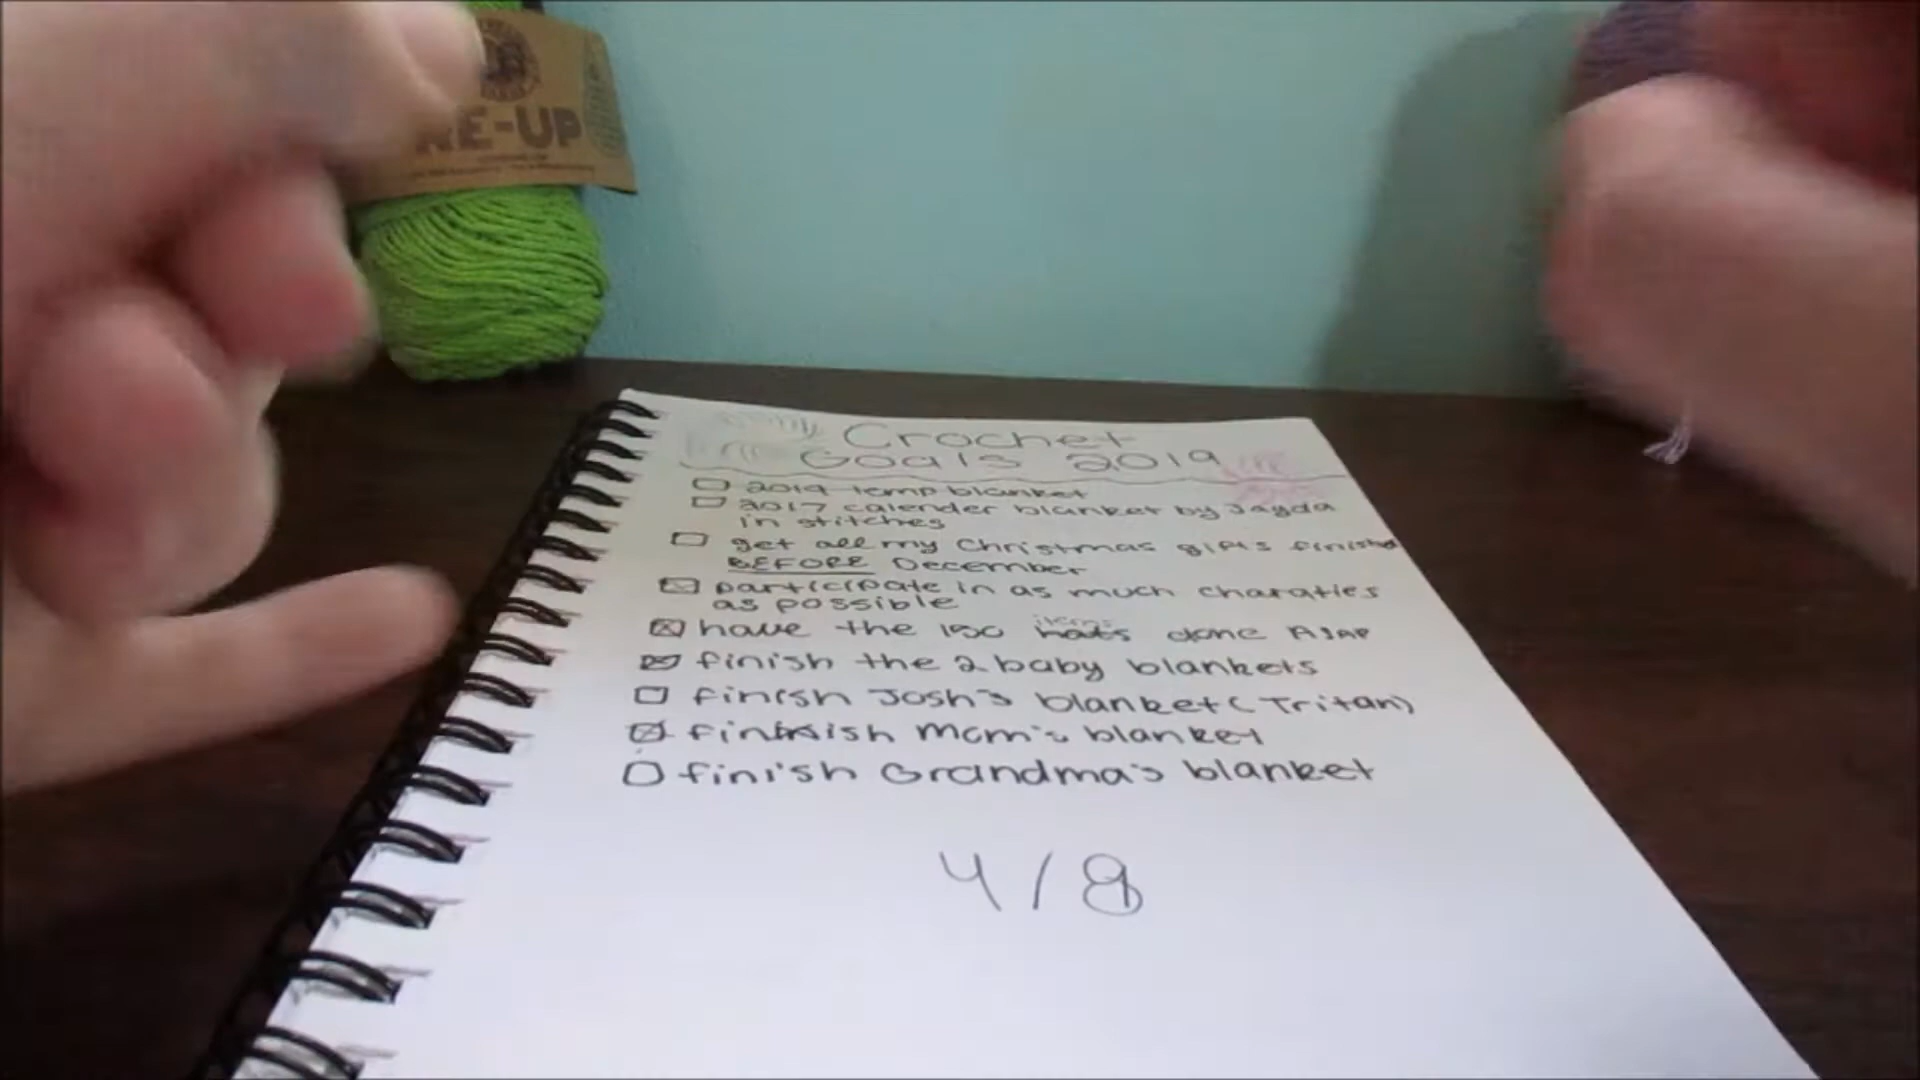 RE-UP
Crochet
Goals 2019
2019 temp blanket
2017 calender blanket by Jayda
in stitches
get all my Christmas gifts finished
BEFORE December
participate in as much charaties
as possible
items
have the 150 hats done ASAP
finish the 2 baby blankets
finish Josh's blanket (Tritan)
finish Mom's blanket
finish Grandma's blanket
4/8